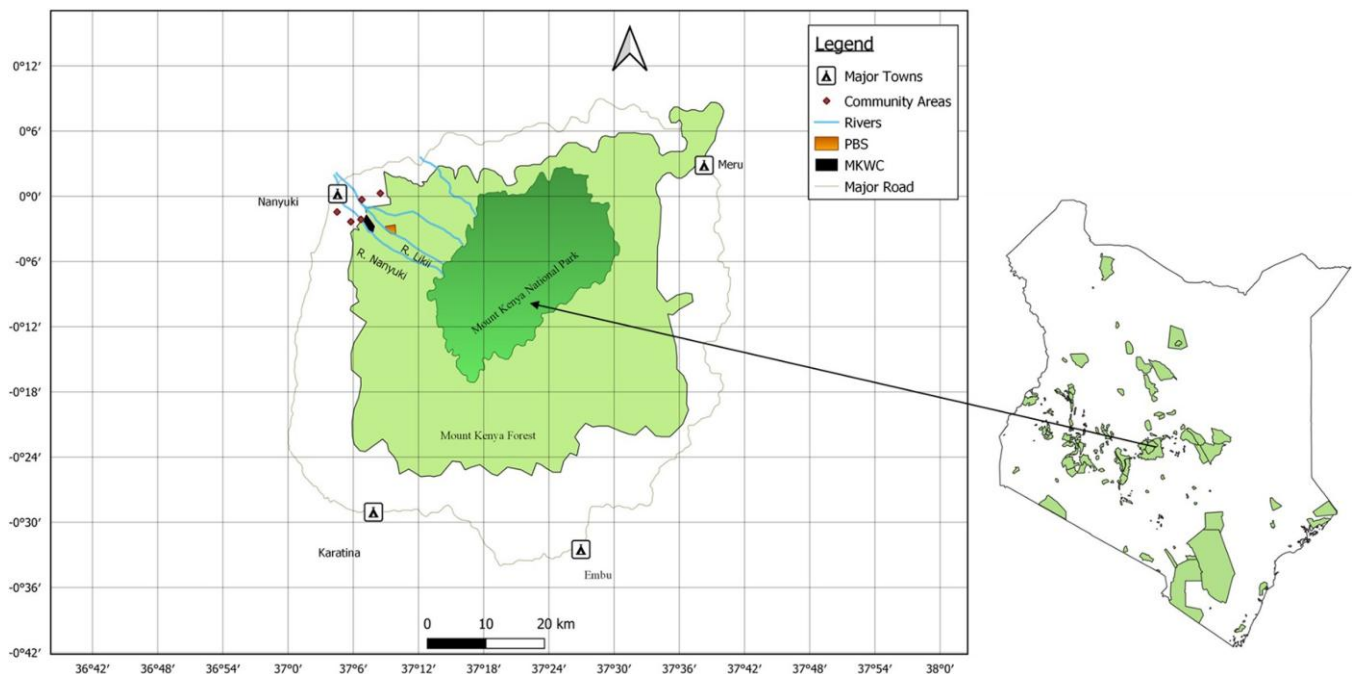 Legend
Major Towns
Community Areas
Rivers
PBS
MKWC
Major Road
0°12′
0°6′
0°0′
-0°6′
-0°12′
-0°18′
-0°24′
-0°30′
-0°36′
-0°42′
Meru
Nanyuki
R. Likii
R. Nanyuki
Mount Kenya National Park
Mount Kenya Forest
Karatina
Embu
0 10 20 km
36°42′ 36°48′ 36°54′ 37°0′ 37°6′ 37°12′ 37°18′ 37°24′ 37°30′ 37°36′ 37°42′ 37°48′ 37°54′ 38°0′